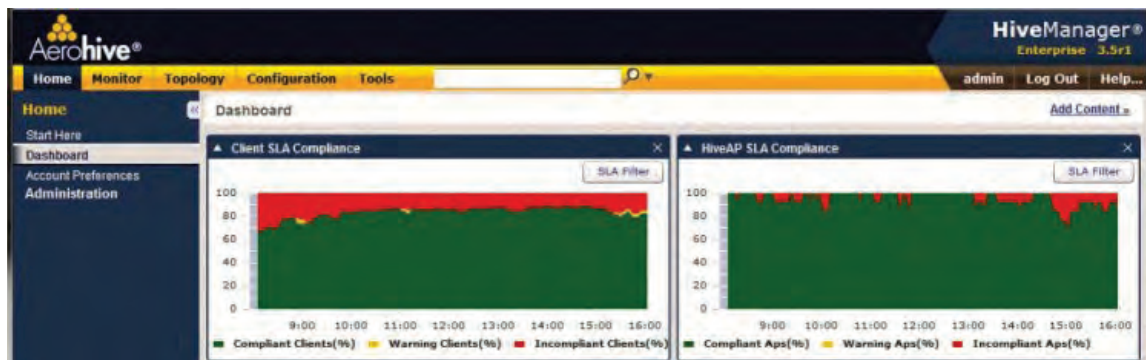 Aerohive®
HiveManager®
Enterprise 3.5r1
Home Monitor Topology Configuration Tools admin Log Out Help...
Home « Dashboard Add Content »
Start Here
Dashboard
Account Preferences
Administration
Client SLA Compliance
SLA Filter
100
80
60
40
20
0
9:00 10:00 11:00 12:00 13:00 14:00 15:00 16:00
Compliant Clients(%) Warning Clients(%) Incompliant Clients(%)
HiveAP SLA Compliance
SLA Filter
100
80
60
40
20
0
9:00 10:00 11:00 12:00 13:00 14:00 15:00 16:00
Compliant Aps(%) Warning Aps(%) Incompliant Aps(%)